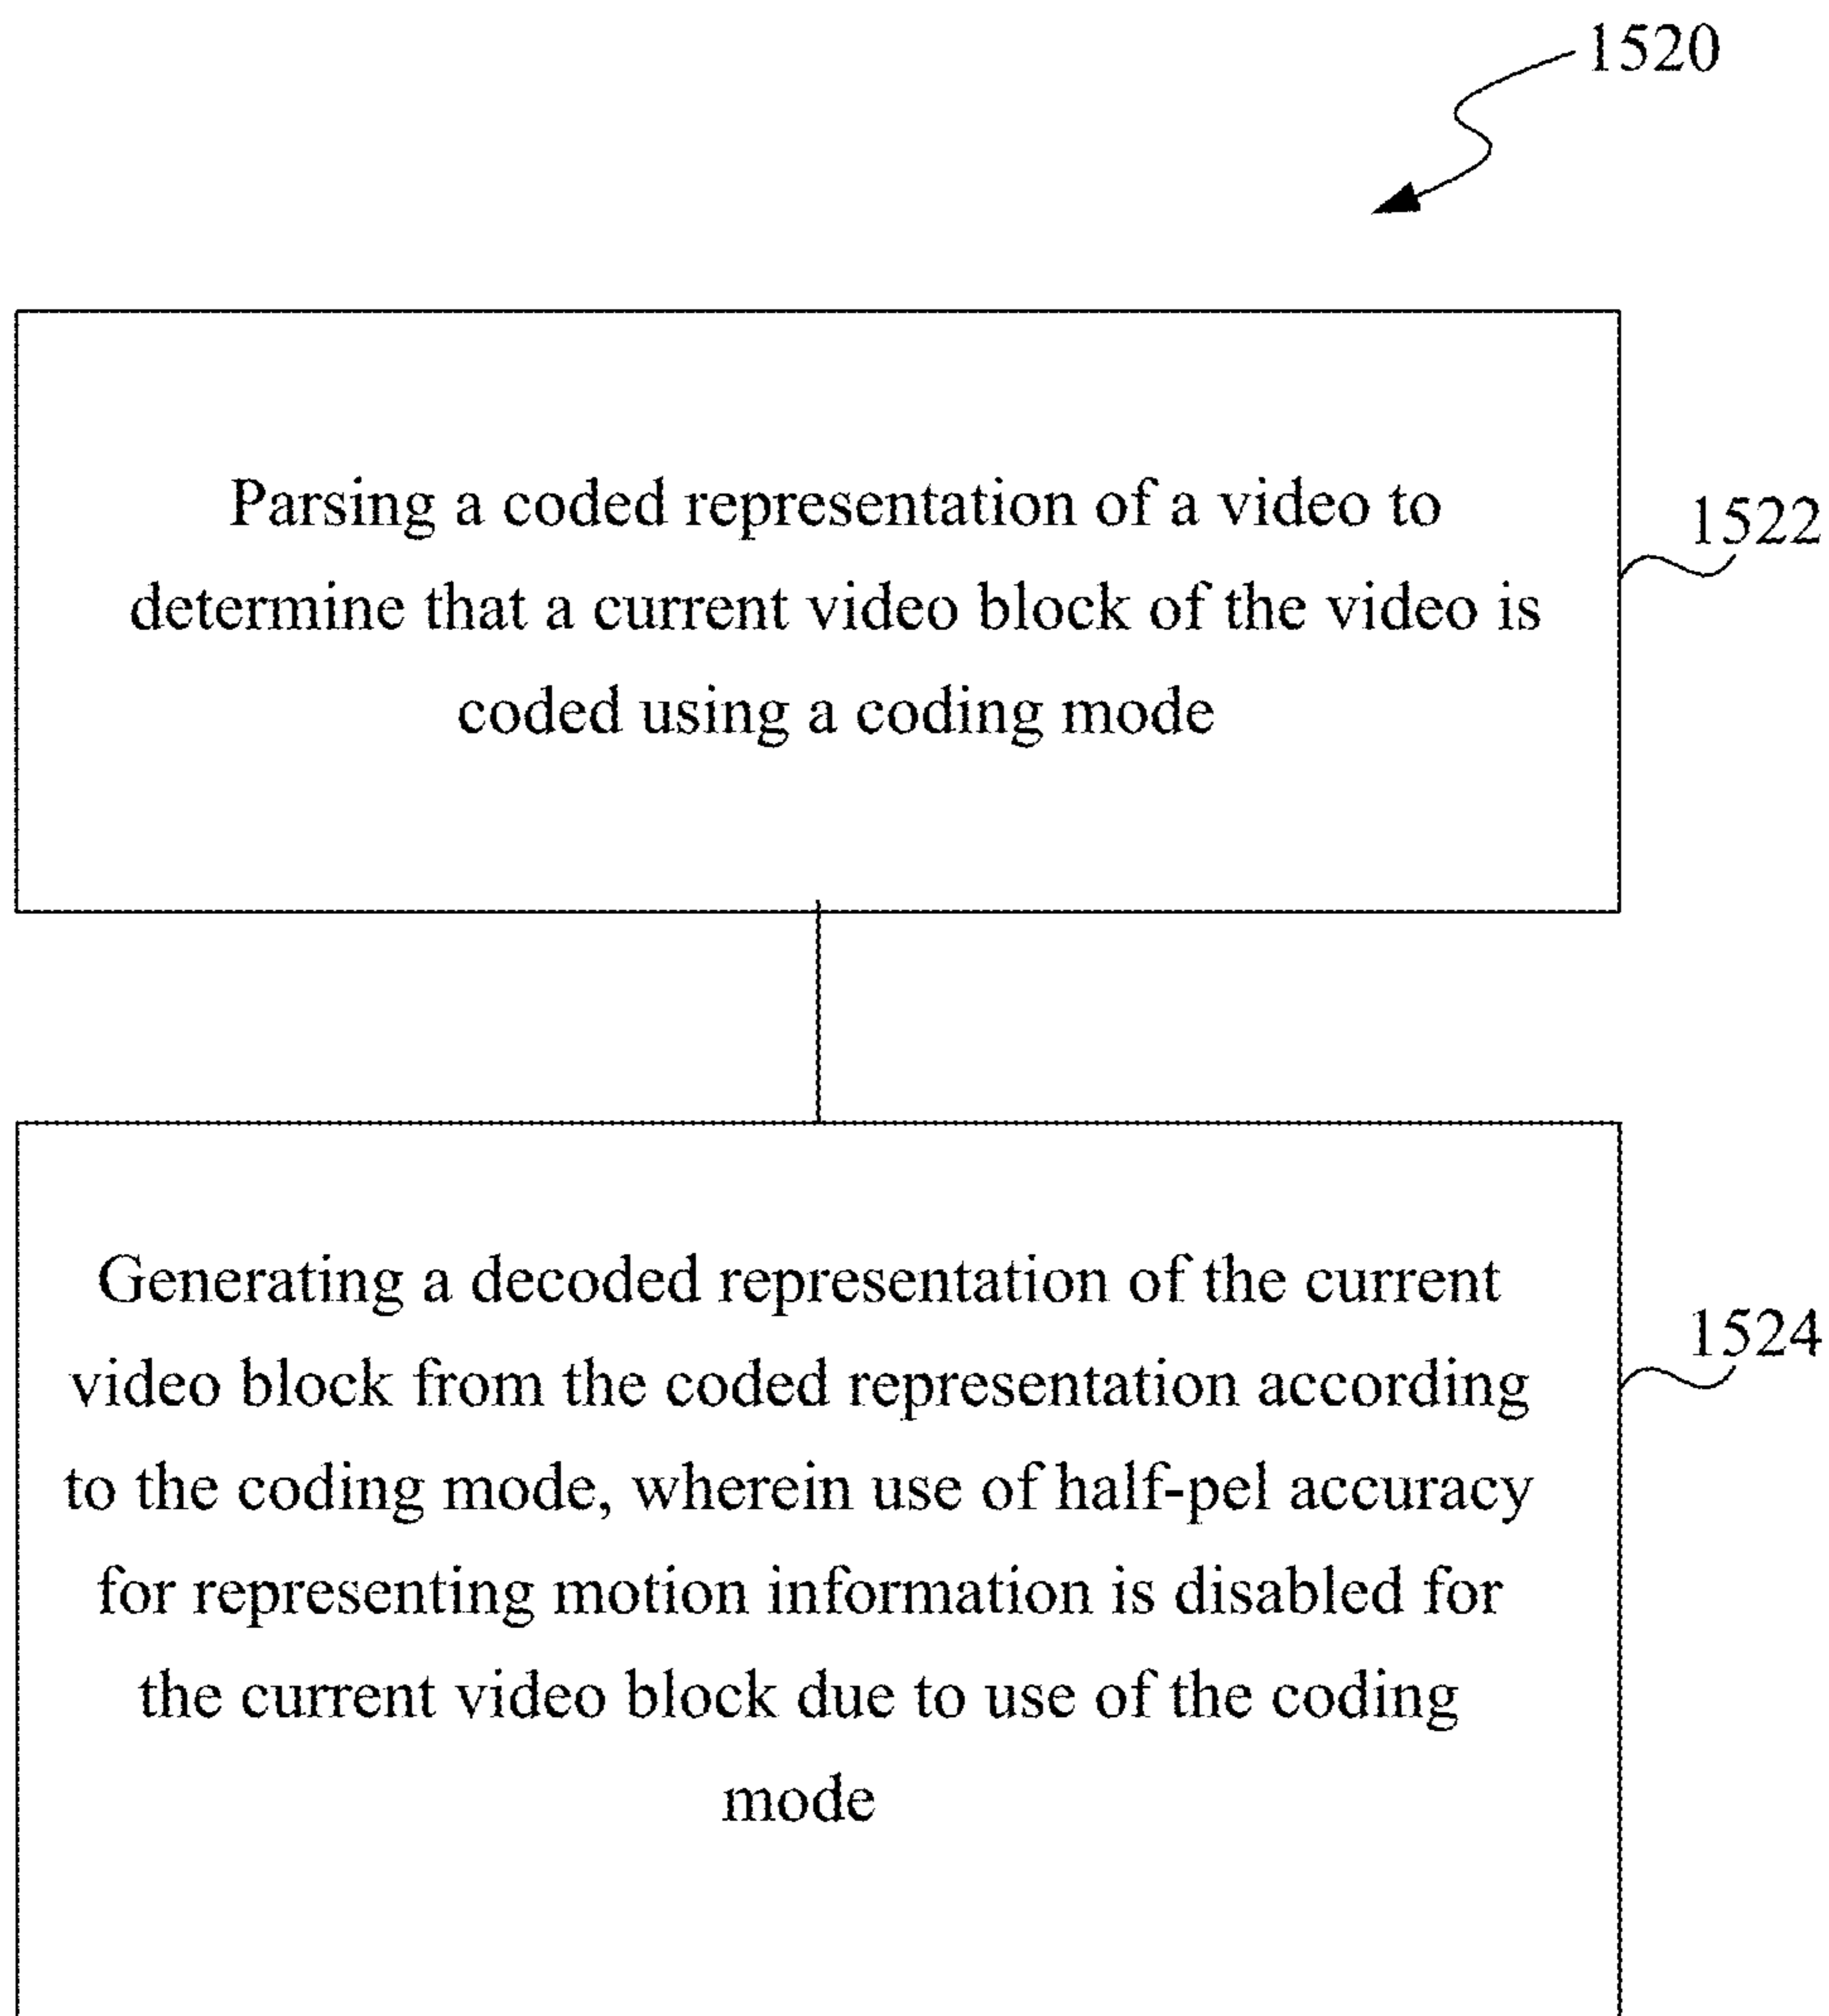 1520
Parsing a coded representation of a video to
determine that a current video block of the video is
coded using a coding mode
1522
Generating a decoded representation of the current
video block from the coded representation according
to the coding mode, wherein use of half-pel accuracy
for representing motion information is disabled for
the current video block due to use of the coding
mode
1524